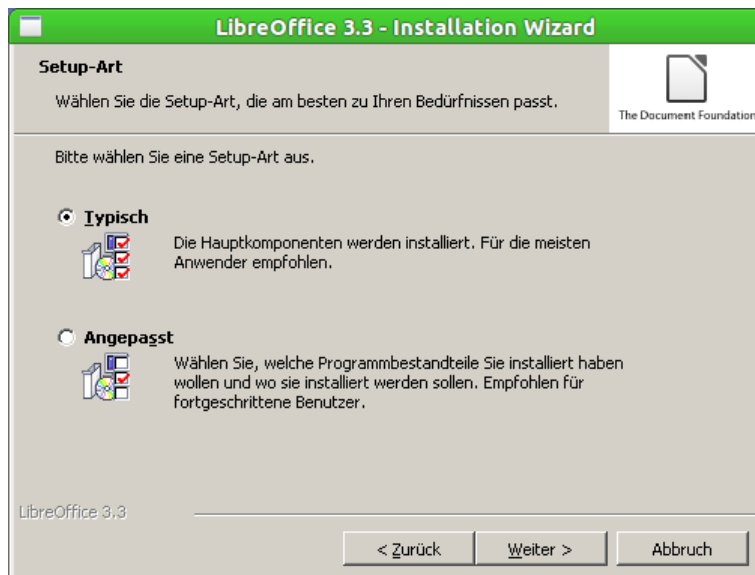 LibreOffice 3.3 - Installation Wizard
Setup-Art
Wählen Sie die Setup-Art, die am besten zu Ihren Bedürfnissen passt.
The Document Foundation
Bitte wählen Sie eine Setup-Art aus.
Typisch
Die Hauptkomponenten werden installiert. Für die meisten
Anwender empfohlen.
Angepasst
Wählen Sie, welche Programmbestandteile Sie installiert haben
wollen und wo sie installiert werden sollen. Empfohlen für
fortgeschrittene Benutzer.
LibreOffice 3.3
< Zurück
Weiter >
Abbruch